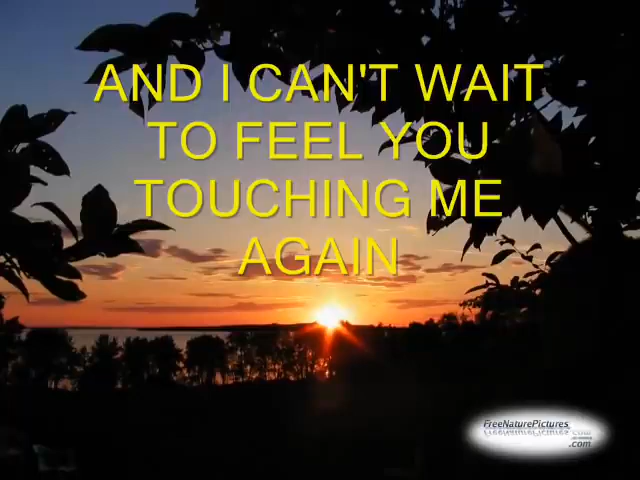 AND I CAN'T WAIT
TO FEEL YOU
TOUCHING ME
AGAIN
FreeNaturePictures
.com